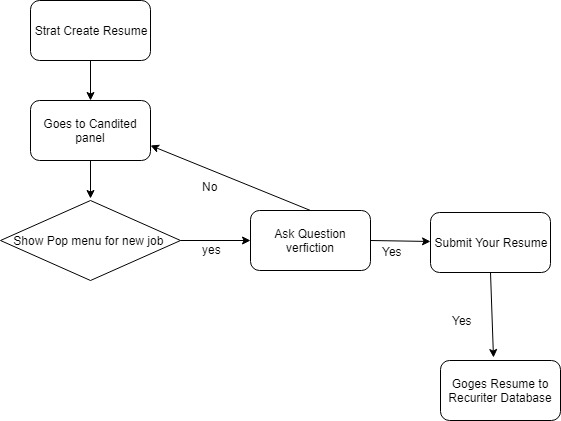 Strat Create Resume
Goes to Candited
panel
No
Show Pop menu for new job
yes
Ask Question
verfiction
Yes
Submit Your Resume
Yes
Goges Resume to
Recuriter Database